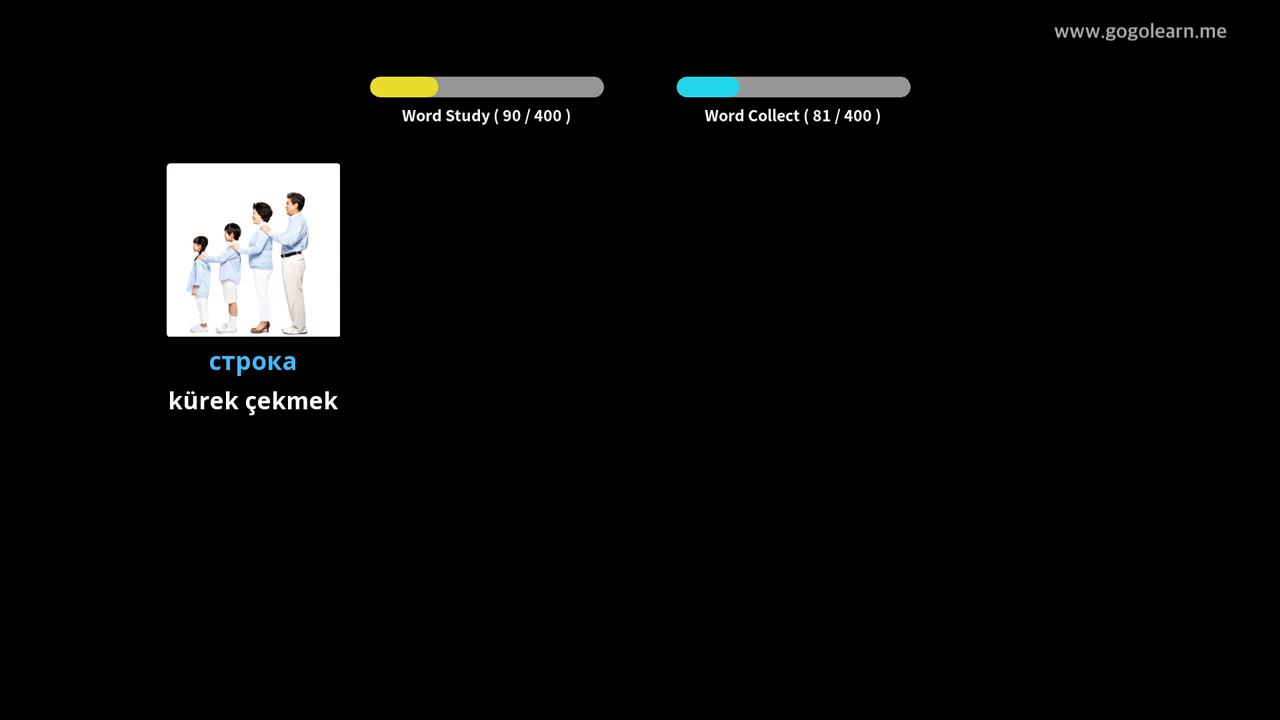 www.gogolearn.me
Word Study ( 90 / 400 )
Word Collect ( 81 / 400 )
строка
kürek çekmek